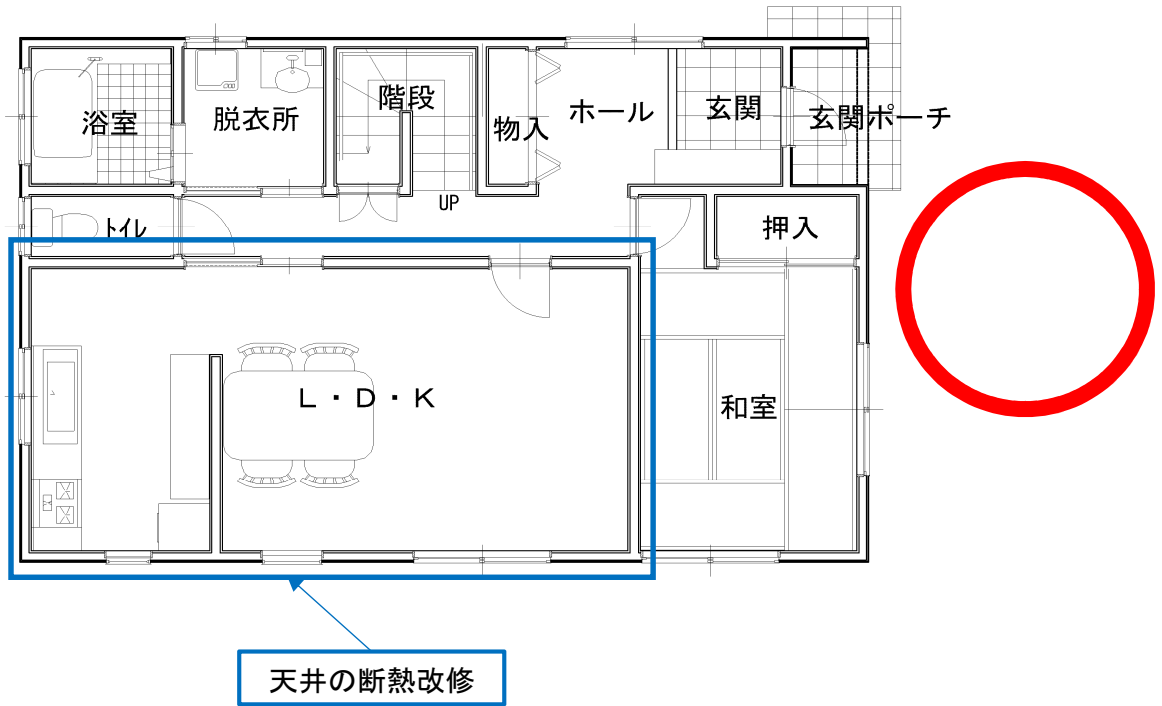 浴室
脱衣所
階段
物入
ホール
玄関
玄関ポーチ
UP
トイレ
押入
L・D・K
和室
天井の断熱改修